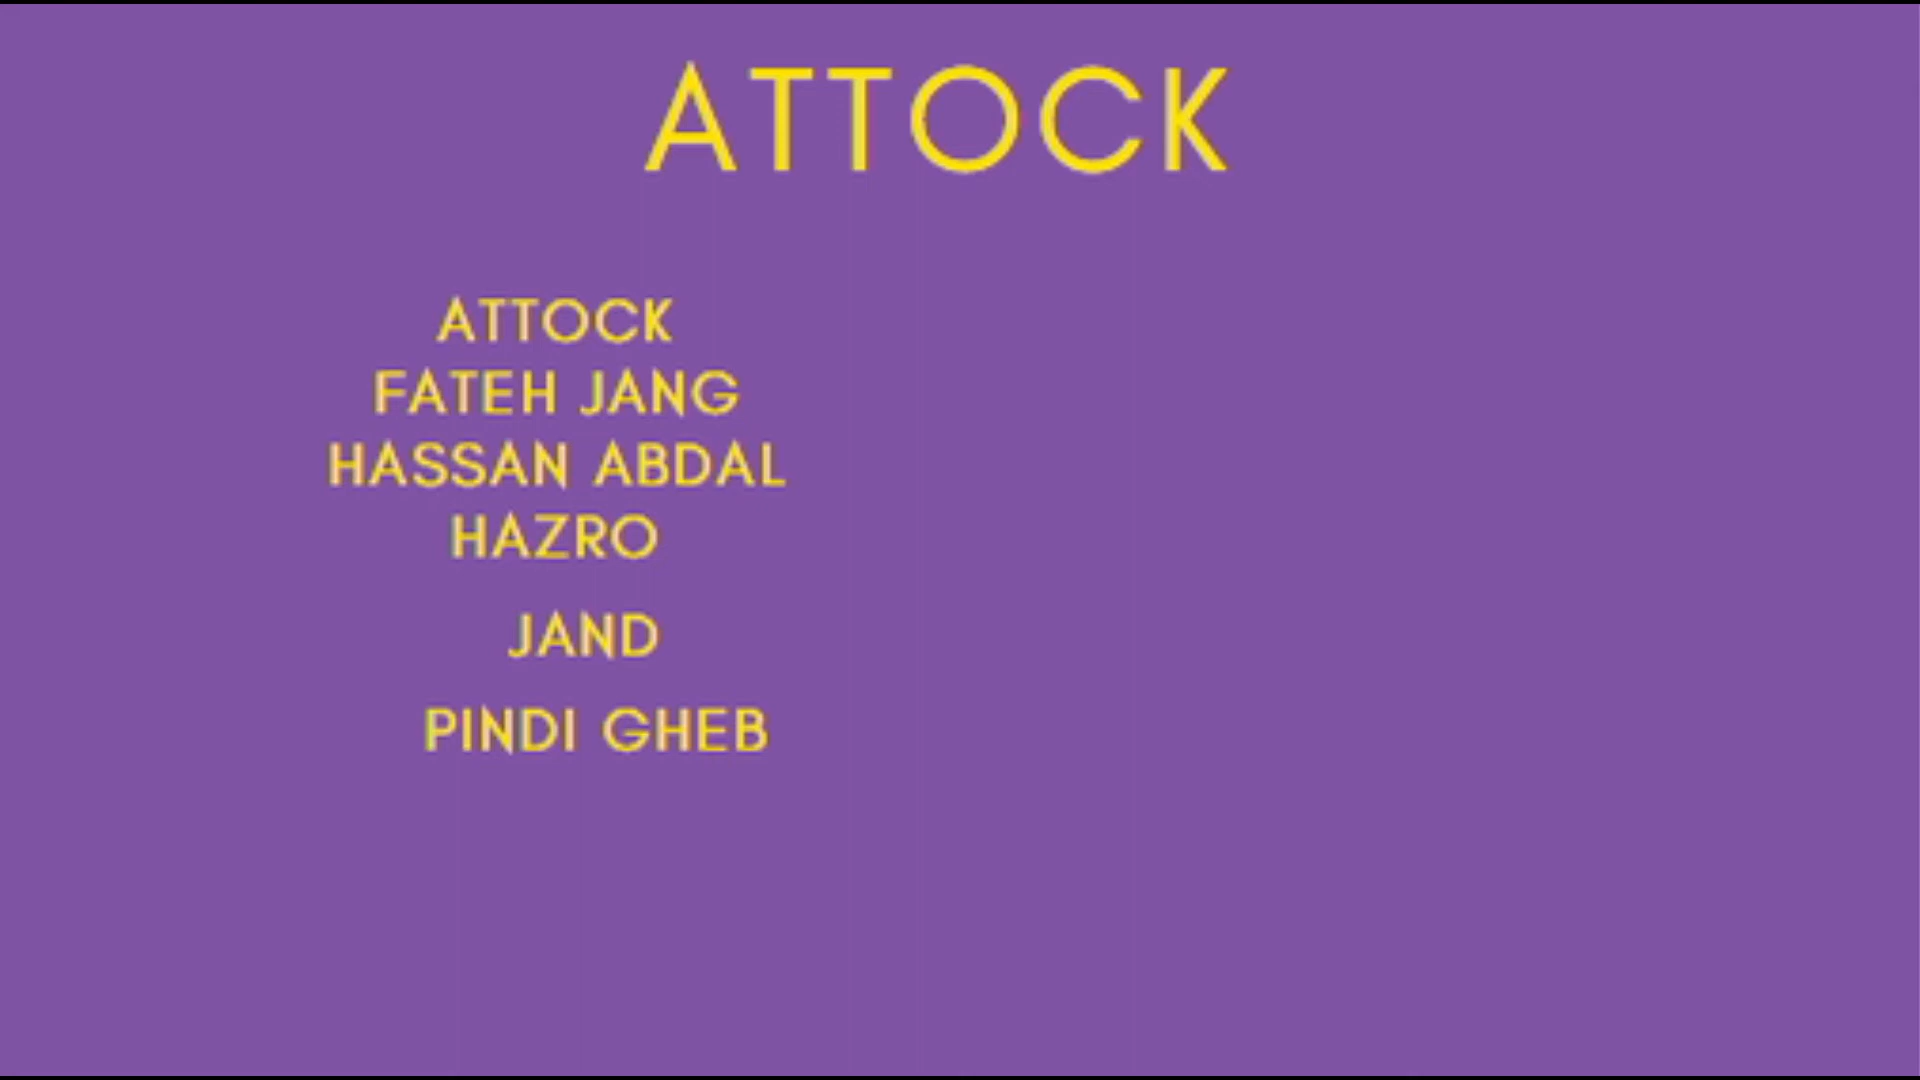 ATTOCK
ATTOCK
FATEH JANG
HASSAN ABDAL
HAZRO
JAND
PINDI GHEB